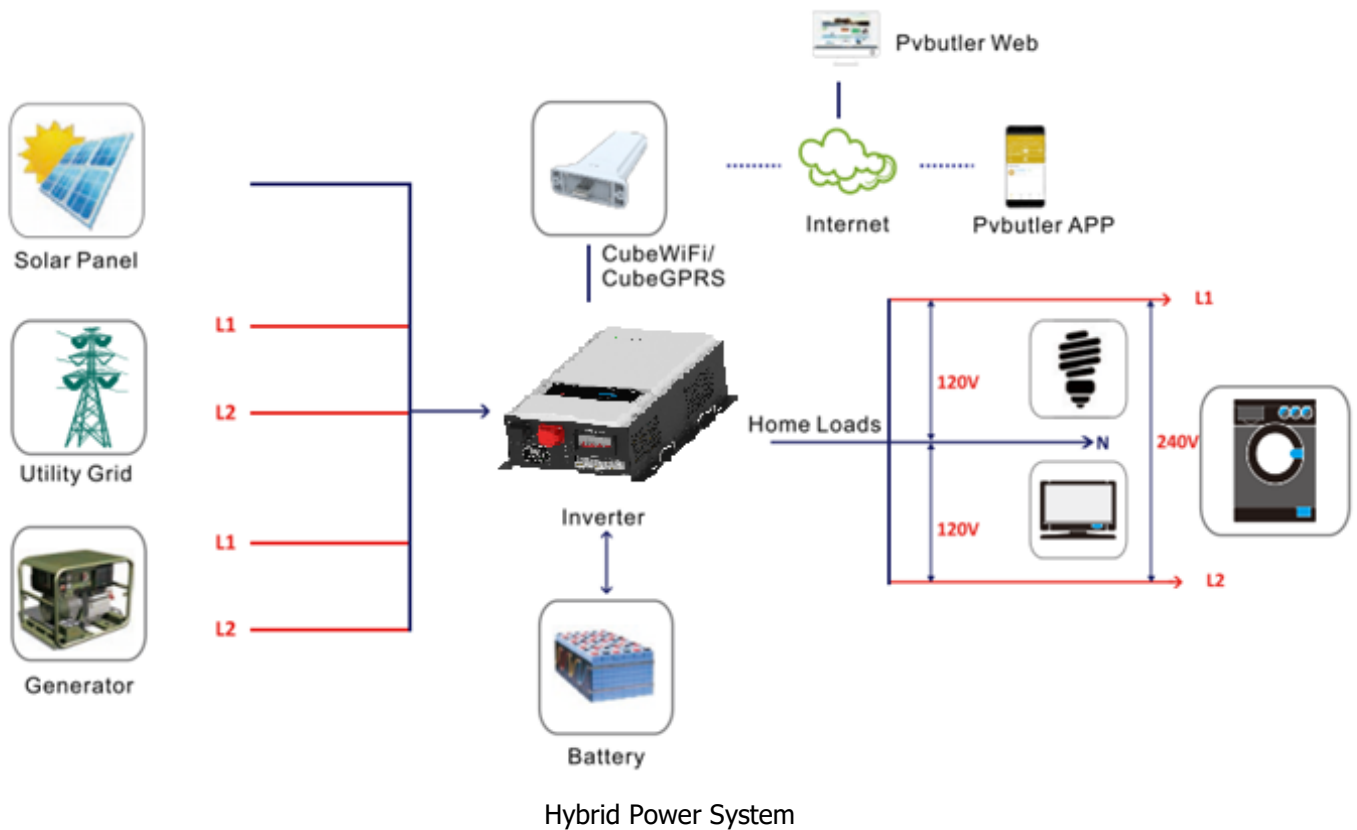 Pvbutler Web
Solar Panel
Internet
Pvbutler APP
CubeWiFi/
CubeGPRS
L1
L1
Utility Grid
L2
120V
Home Loads
N
240V
Inverter
Generator
L1
120V
L2
L2
Battery
Hybrid Power System